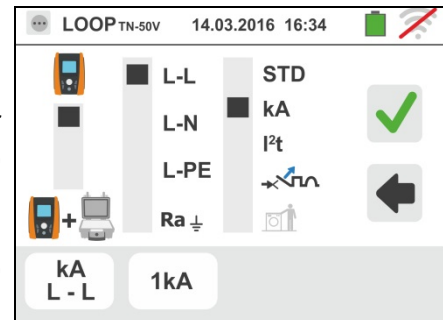 LOOP TN-50V 14.03.2016 16:34
L-L
L-N
L-PE
Ra
STD
kA
I²t
kA
L - L
1kA